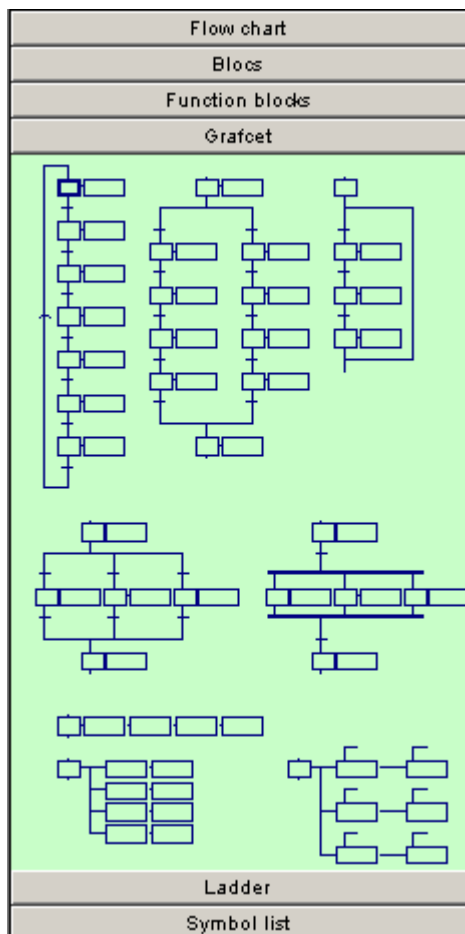 Flow chart
Blocs
Function blocks
Grafcet
Ladder
Symbol list